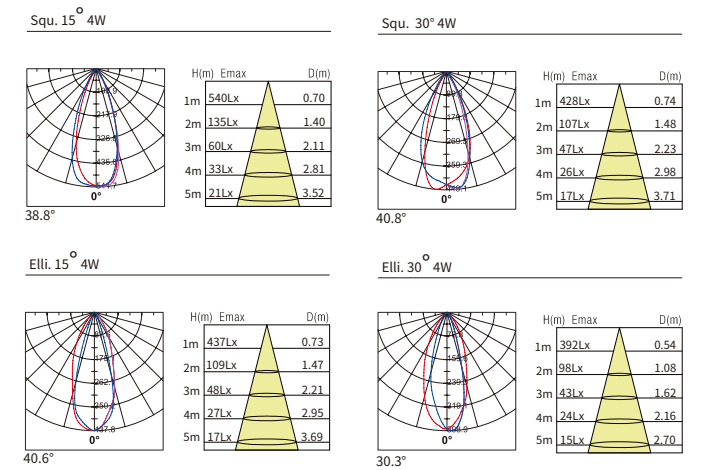 Squ. 15° 4W
H(m) Emax D(m)
1m 540Lx 0.70
2m 135Lx 1.40
3m 60Lx 2.11
4m 33Lx 2.81
5m 21Lx 3.52
0°
38.8°
Squ. 30° 4W
H(m) Emax D(m)
1m 428Lx 0.74
2m 107Lx 1.48
3m 47Lx 2.23
4m 26Lx 2.98
5m 17Lx 3.71
0°
40.8°
Elli. 15° 4W
H(m) Emax D(m)
1m 437Lx 0.73
2m 109Lx 1.47
3m 48Lx 2.21
4m 27Lx 2.95
5m 17Lx 3.69
0°
40.6°
Elli. 30° 4W
H(m) Emax D(m)
1m 392Lx 0.54
2m 98Lx 1.08
3m 43Lx 1.62
4m 24Lx 2.16
5m 15Lx 2.70
0°
30.3°